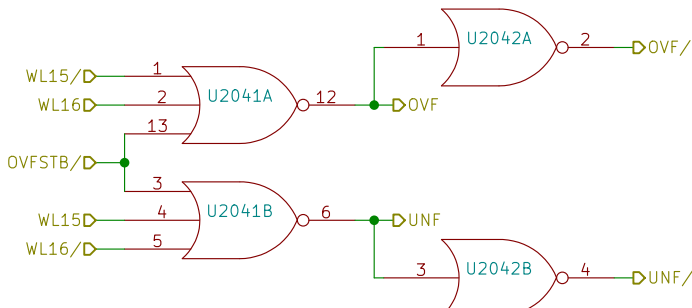 1 U2042A 2 OVF/
WL15/ 1
WL16 2 U2041A 12 OVF
13
OVFSTB/
3
WL15 4 U2041B 6 UNF
WL16/ 5
3 U2042B 4 UNF/